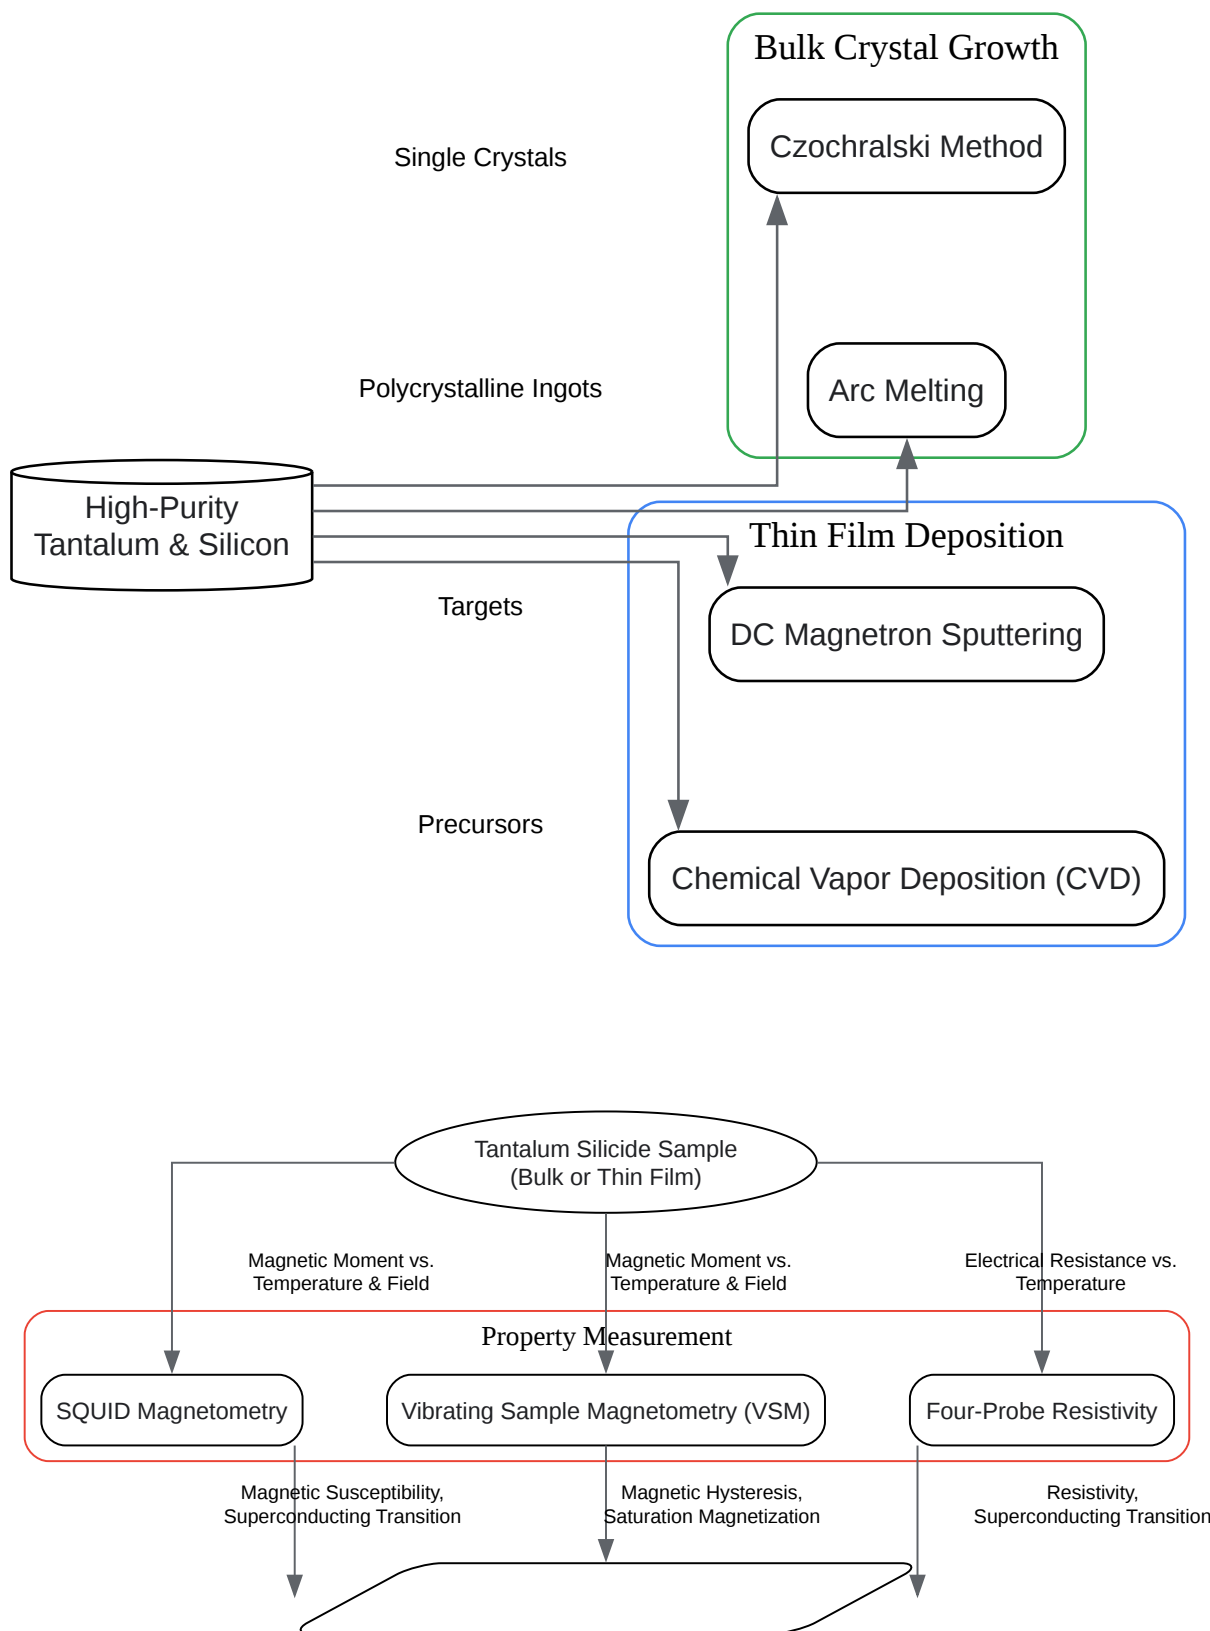 Bulk Crystal Growth
Czochralski Method
Single Crystals
Polycrystalline Ingots
Arc Melting
High-Purity
Tantalum & Silicon
Thin Film Deposition
Targets
DC Magnetron Sputtering
Precursors
Chemical Vapor Deposition (CVD)
Tantalum Silicide Sample
(Bulk or Thin Film)
Magnetic Moment vs.
Temperature & Field
Magnetic Moment vs.
Temperature & Field
Electrical Resistance vs.
Temperature
Property Measurement
SQUID Magnetometry
Vibrating Sample Magnetometry (VSM)
Four-Probe Resistivity
Magnetic Susceptibility,
Superconducting Transition
Magnetic Hysteresis,
Saturation Magnetization
Resistivity,
Superconducting Transition